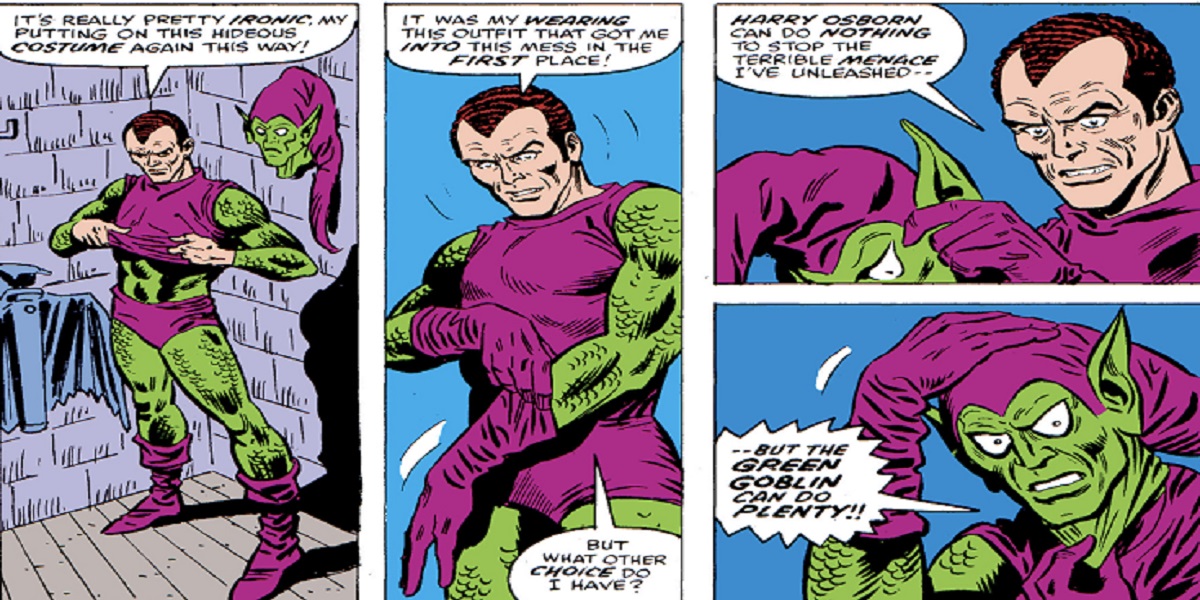 IT'S REALLY PRETTY IRONIC, MY
PUTTING ON THIS HIDEOUS
COSTUME AGAIN THIS WAY!
IT WAS MY WEARING
THIS OUTFIT THAT GOT ME
INTO THIS MESS IN THE
FIRST PLACE!
BUT
WHAT OTHER
CHOICE DO
I HAVE?
HARRY OSBORN
CAN DO NOTHING
TO STOP THE
TERRIBLE MENACE
I'VE UNLEASHED--
--BUT THE
GREEN
GOBLIN
CAN DO
PLENTY!!